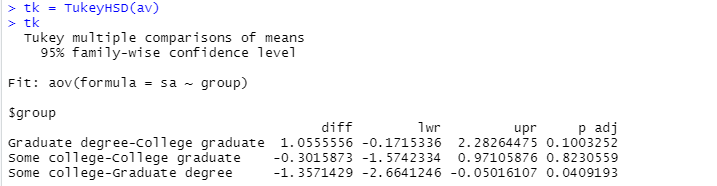 > tk = TukeyHSD(av)
> tk
  Tukey multiple comparisons of means
    95% family-wise confidence level

Fit: aov(formula = sa ~ group)

$group
                                      diff        lwr         upr     p adj
Graduate degree-College graduate  1.0555556 -0.1715336  2.28264475 0.1003252
Some college-College graduate    -0.3015873 -1.5742334  0.97105876 0.8230559
Some college-Graduate degree     -1.3571429 -2.6641246 -0.05016107 0.0409193